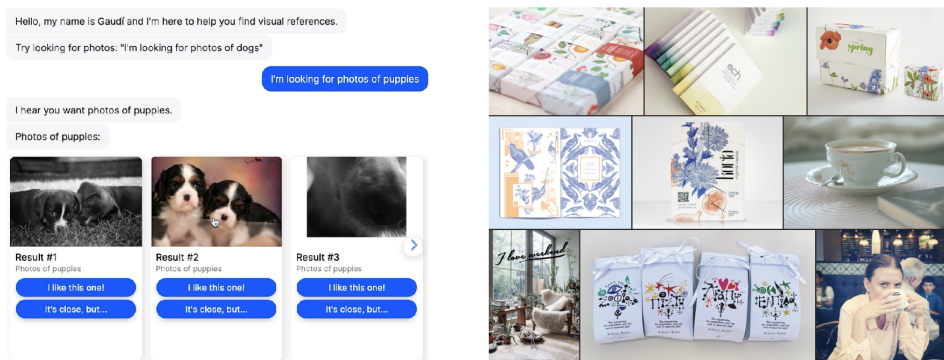 Hello, my name is Gaudí and I'm here to help you find visual references.
Try looking for photos: "I'm looking for photos of dogs"
I'm looking for photos of puppies
I hear you want photos of puppies.
Photos of puppies:
Result #1
Photos of puppies
I like this one!
It's close, but...
Result #2
Photos of puppies
I like this one!
It's close, but...
Result #3
Photos of puppies
I like this one!
It's close, but...
ech.
spring
I love weekend